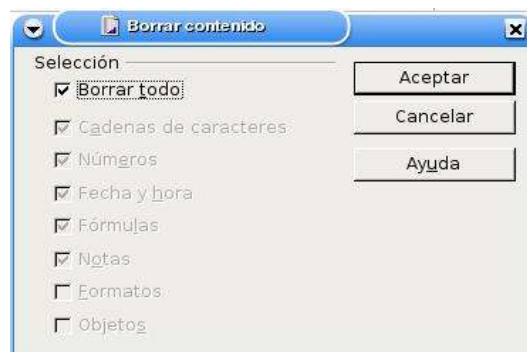 Borrar contenido
Selección
Borrar todo
Cadenas de caracteres
Números
Fecha y hora
Fórmulas
Notas
Formatos
Objetos
Aceptar
Cancelar
Ayuda